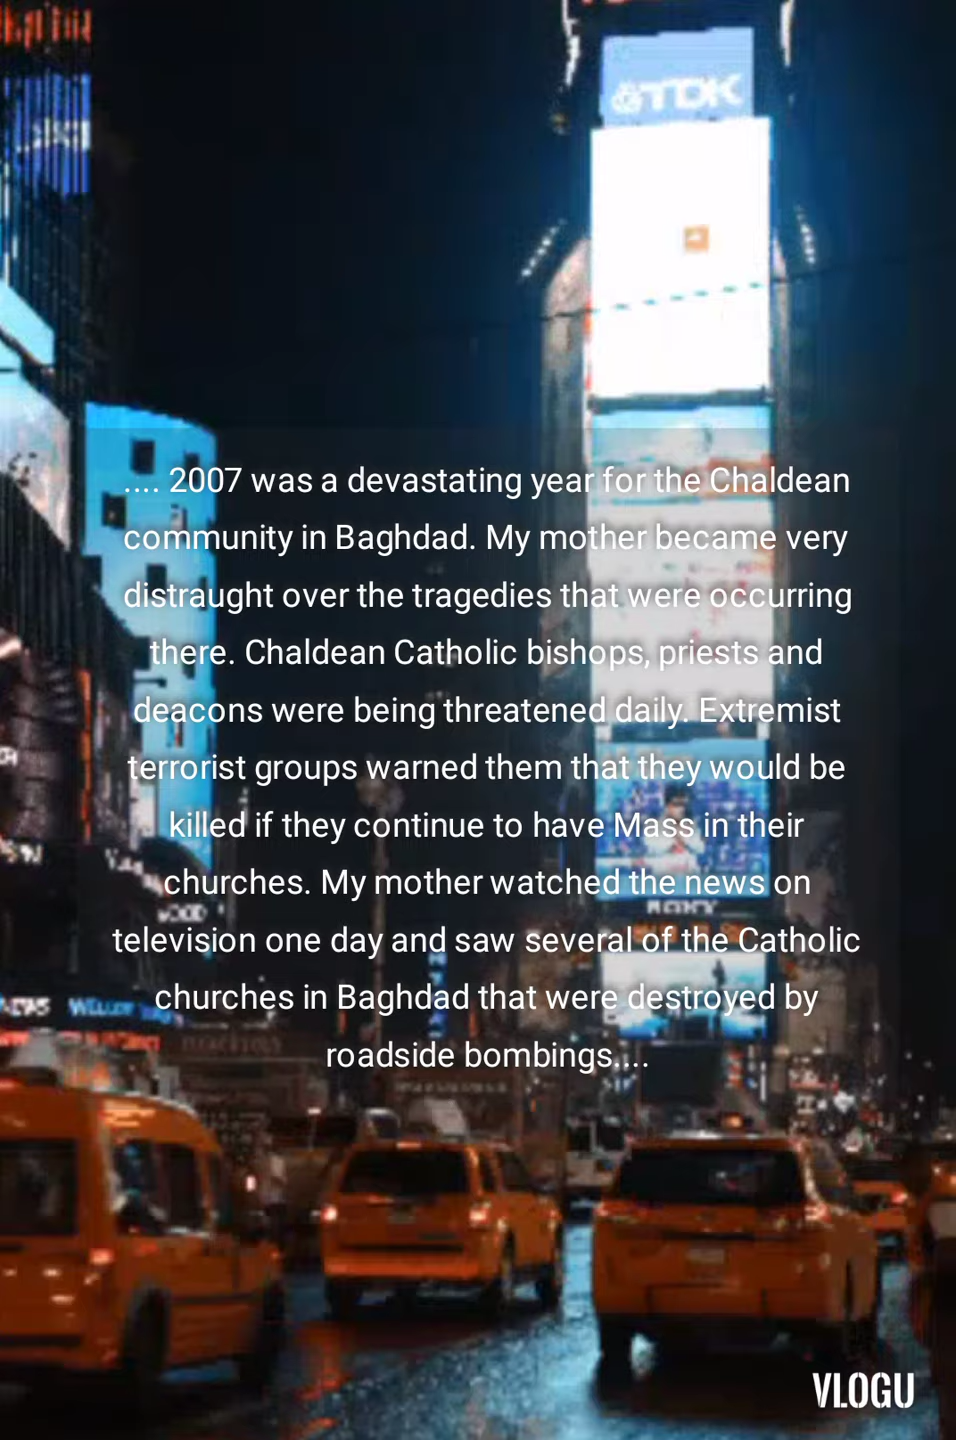 TDK
.... 2007 was a devastating year for the Chaldean
community in Baghdad. My mother became very
distraught over the tragedies that were occurring
there. Chaldean Catholic bishops, priests and
deacons were being threatened daily. Extremist
terrorist groups warned them that they would be
killed if they continue to have Mass in their
churches. My mother watched the news on
television one day and saw several of the Catholic
churches in Baghdad that were destroyed by
roadside bombings....
VLOGU